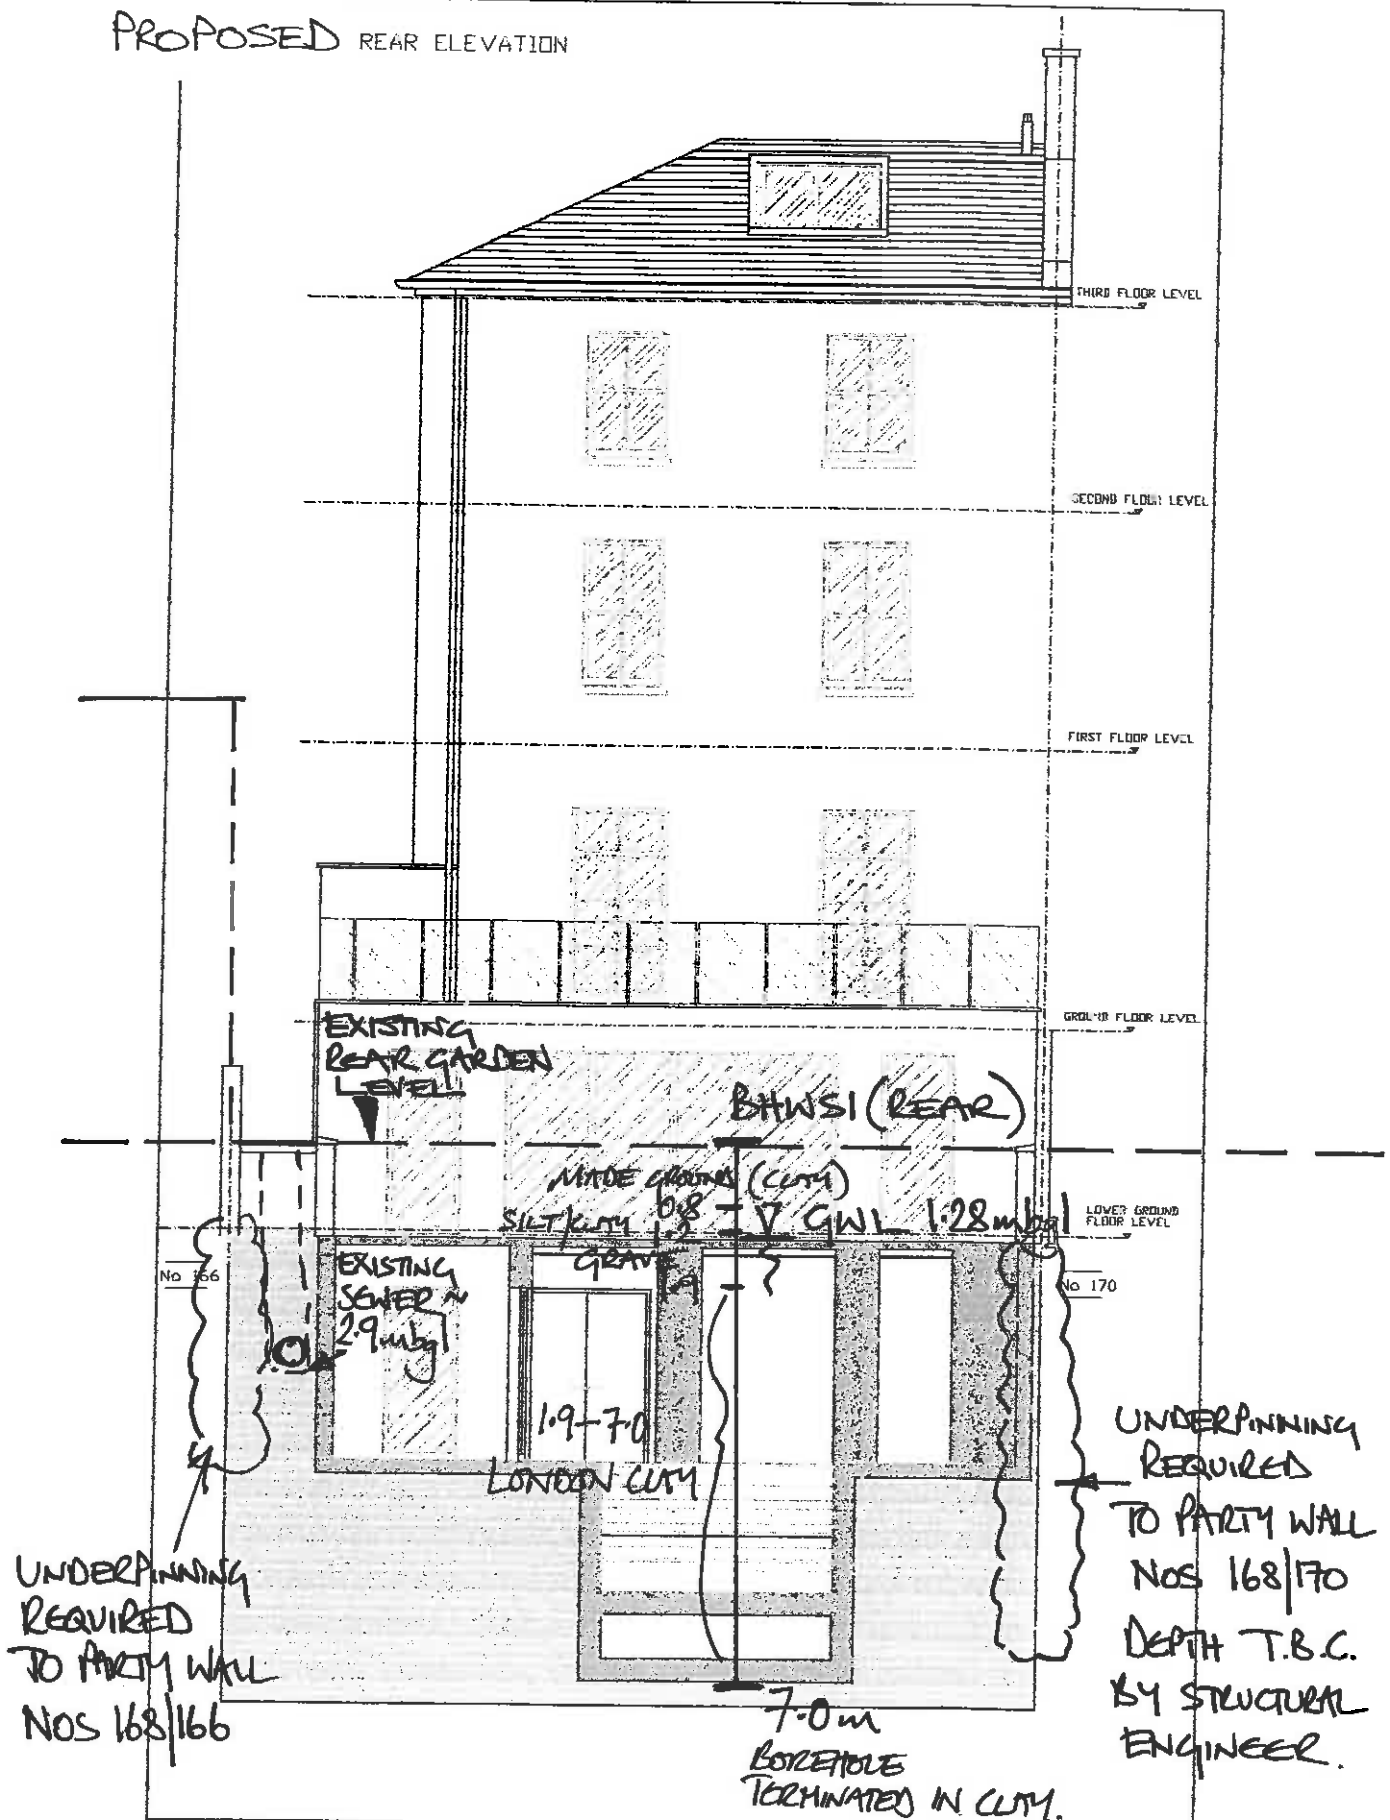 PROPOSED REAR ELEVATION
THIRD FLOOR LEVEL
SECOND FLOOR LEVEL
FIRST FLOOR LEVEL
GROUND FLOOR LEVEL
EXISTING
REAR GARDEN
LEVEL
BHWS1 (REAR)
MADE GROUND (CLAY)
0.8
SILT/CLAY
GWL 1.28mbgl
LOWER GROUND
FLOOR LEVEL
GRAVEL
1.9
No 166
No 170
EXISTING
SEWER ~
2.9mbgl
1.9-7.0
LONDON CLAY
UNDERPINNING
REQUIRED
TO PARTY WALL
NOS 168/170
DEPTH T.B.C.
BY STRUCTURAL
ENGINEER.
UNDERPINNING
REQUIRED
TO PARTY WALL
NOS 168/166
7.0m
BOREHOLE
TERMINATED IN CLAY.